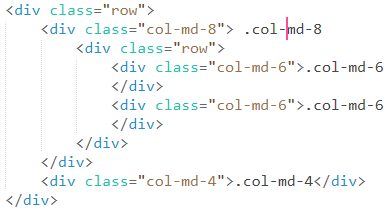 <div class="row">
    <div class="col-md-8"> .col-md-8
        <div class="row">
            <div class="col-md-6">.col-md-6
            </div>
            <div class="col-md-6">.col-md-6
            </div>
        </div>
    </div>
    <div class="col-md-4">.col-md-4</div>
</div>